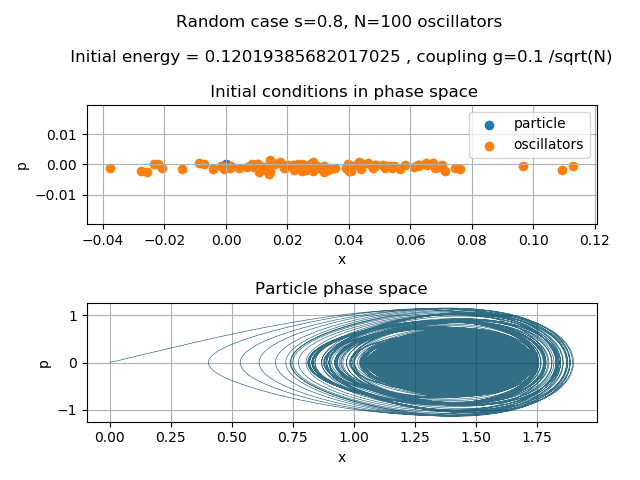 Random case s=0.8, N=100 oscillators
Initial energy = 0.12019385682017025 , coupling g=0.1 /sqrt(N)
Initial conditions in phase space
particle
oscillators
0.01
0.00
−0.01
p
−0.04 −0.02 0.00 0.02 0.04 0.06 0.08 0.10 0.12
x
Particle phase space
1
0
−1
p
0.00 0.25 0.50 0.75 1.00 1.25 1.50 1.75
x